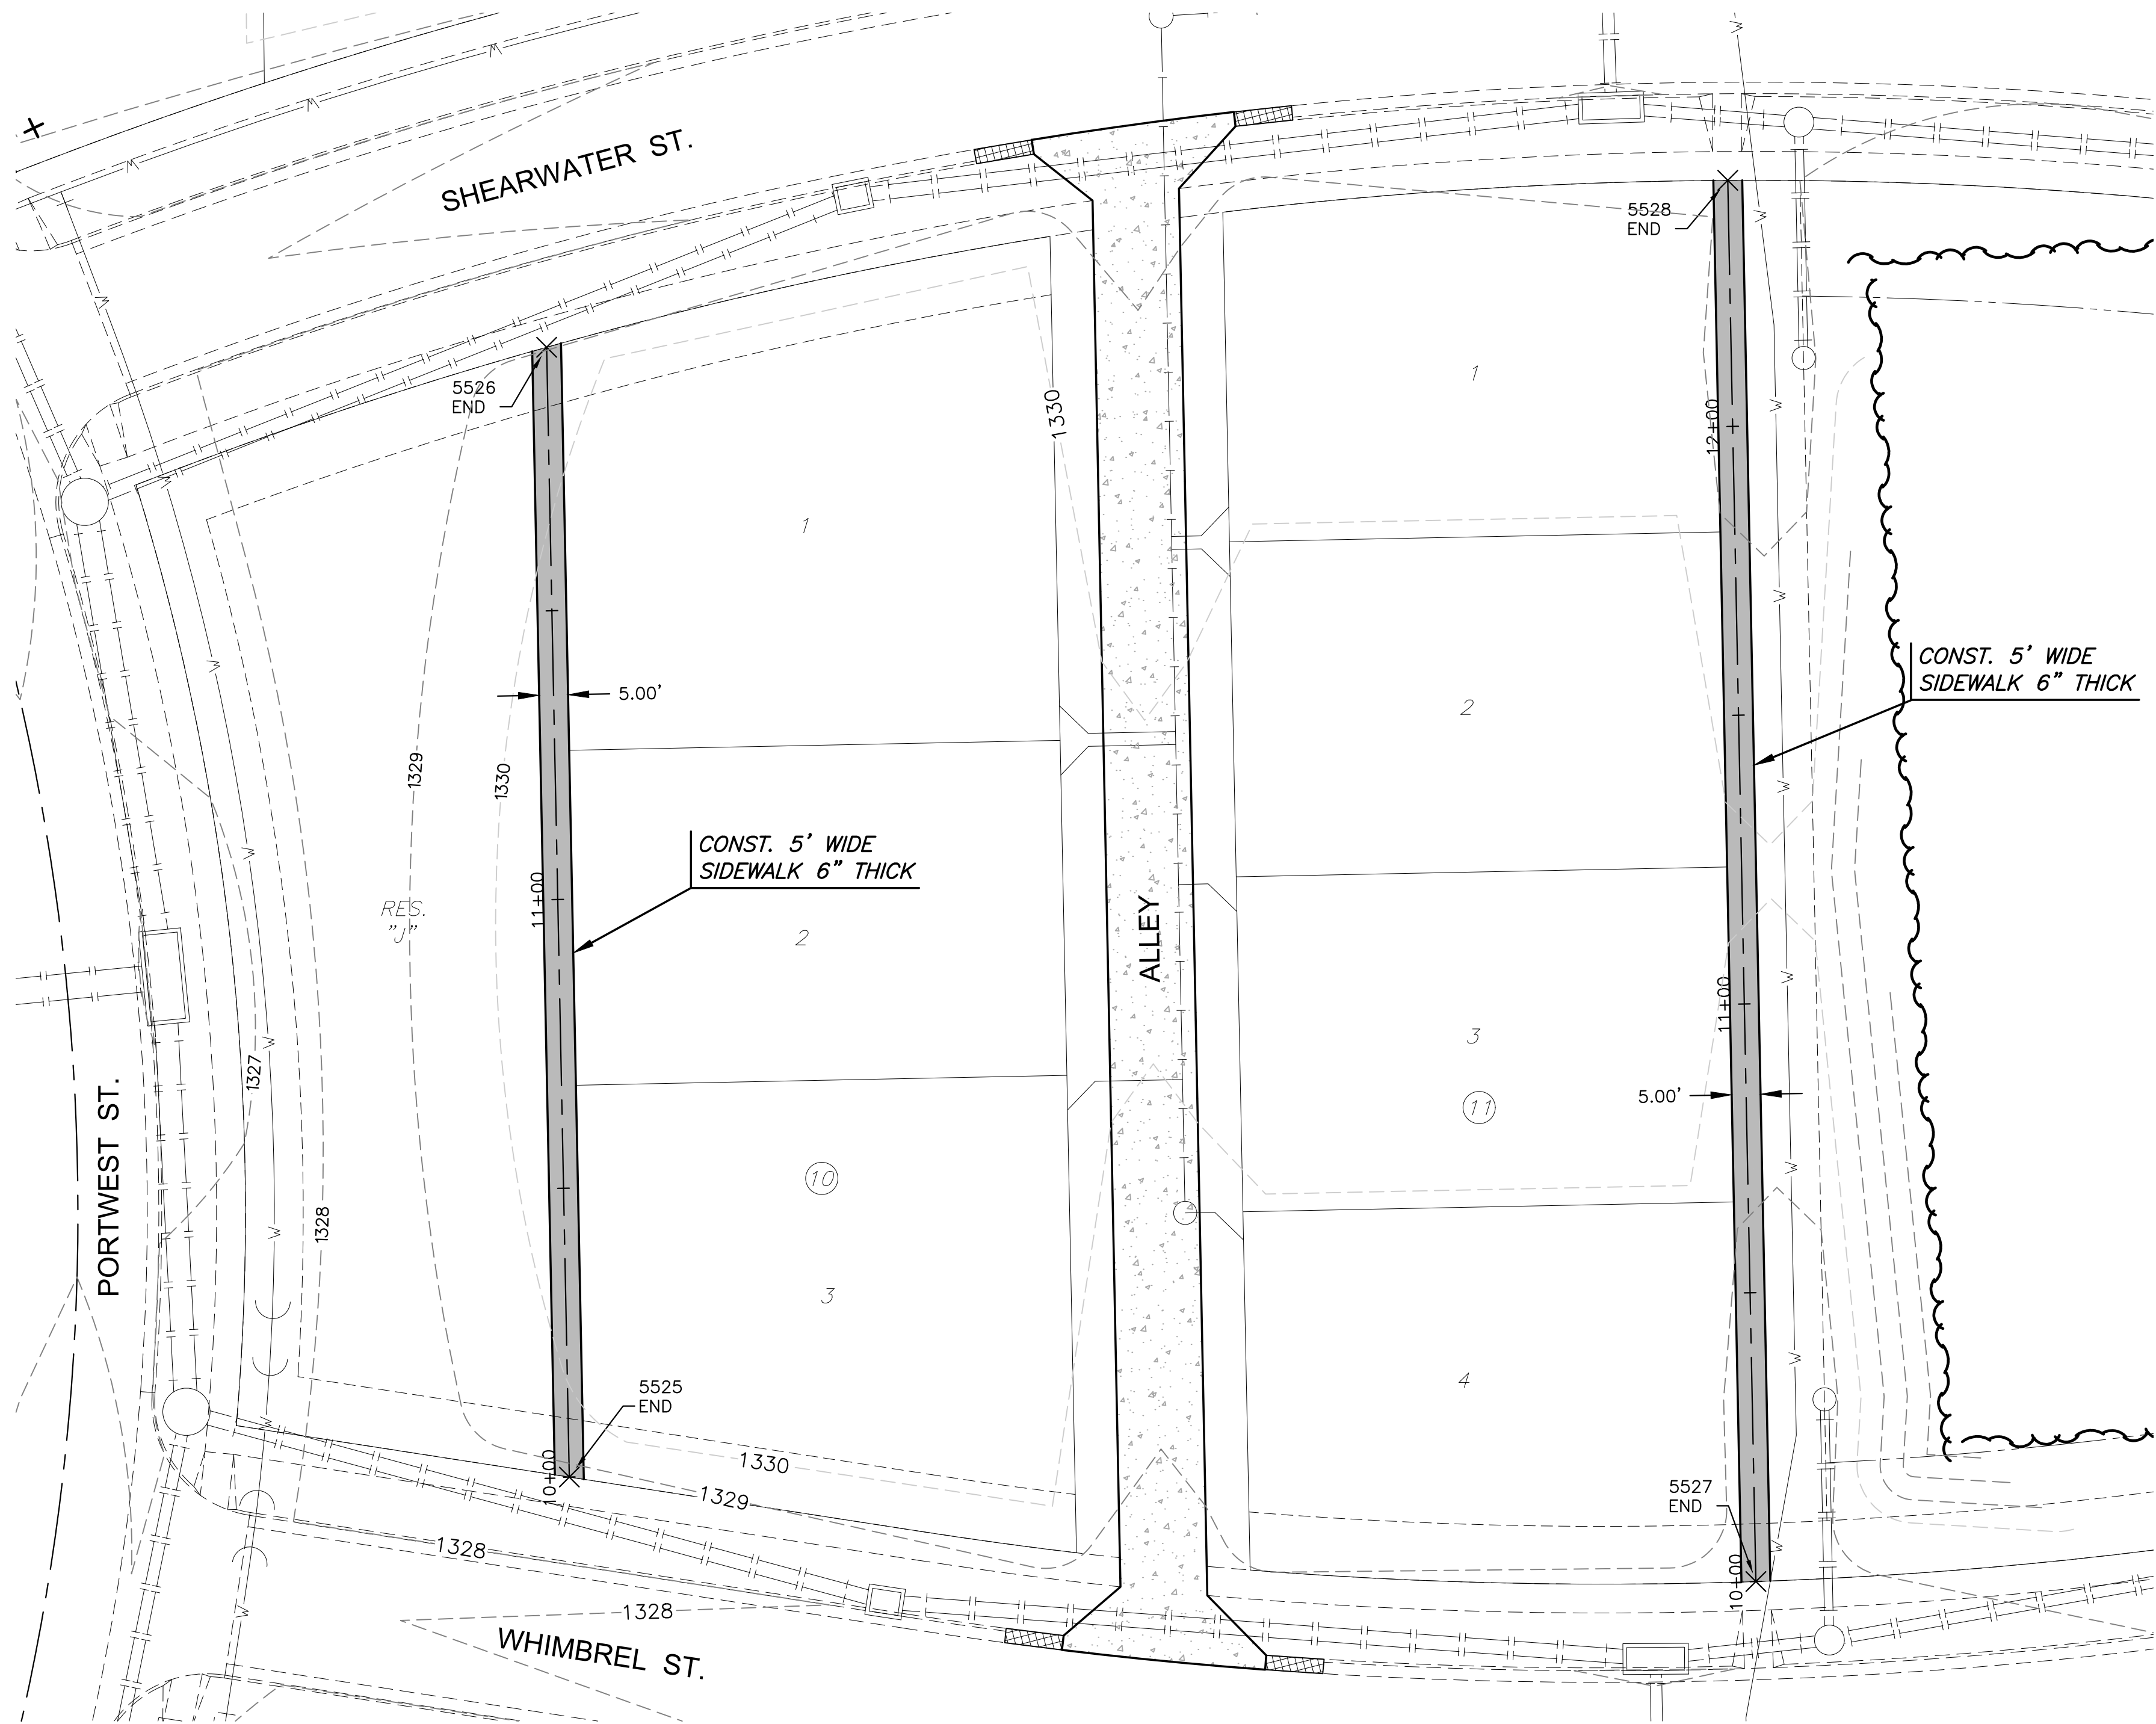 SHEARWATER ST.
5528
END
1
5526
END
1330
12+00
1
CONST. 5' WIDE
SIDEWALK 6" THICK
5.00'
2
1329
1330
CONST. 5' WIDE
SIDEWALK 6" THICK
11+00
RES.
"J"
2
ALLEY
11+00
3
1327
5.00'
11
PORTWEST ST.
10
1328
3
4
5525
END
1330
10+00
1329
5527
END
1328
10+00
1328
WHIMBREL ST.